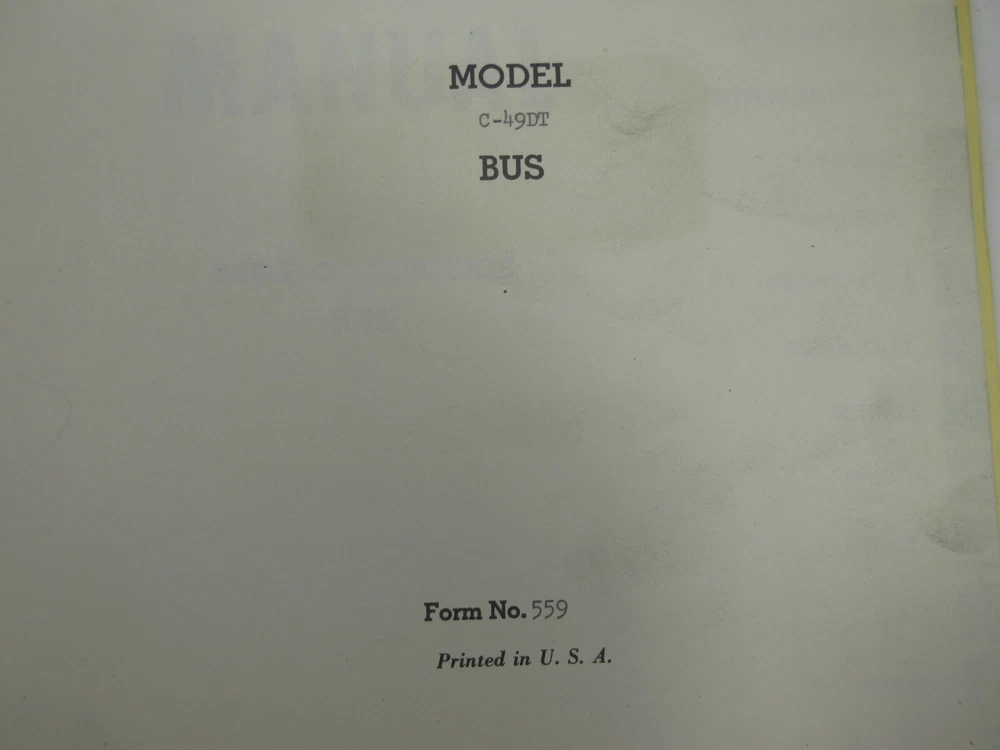 MODEL
C-49DT
BUS
Form No. 559
Printed in U. S. A.